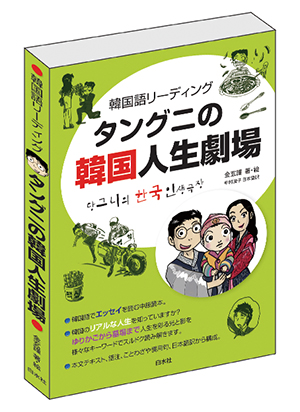 韓国語リーディング
タングニの
韓国人生劇場
당그니의 한국 인생극장
金玄謹 著・絵
●韓国語でエッセイを読む中級読本。
●韓国のリアルな人生を知っていますか?
ゆりかごから墓場まで人生を彩る光と影を
様々なキーワードでスルドク読み解きます。
●本文テキスト、語注、ことわざや慣用句、日本語訳から構成。
白水社
韓国語リーディング
タングニの韓国人生劇場
金玄謹 著・絵
白水社